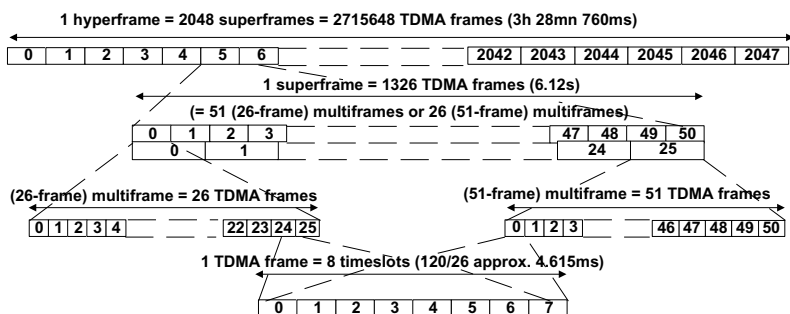 1 hyperframe = 2048 superframes = 2715648 TDMA frames (3h 28mn 760ms)
0 1 2 3 4 5 6 2042 2043 2044 2045 2046 2047
1 superframe = 1326 TDMA frames (6.12s)
(= 51 (26-frame) multiframes or 26 (51-frame) multiframes)
0 1 2 3 47 48 49 50
0 1 24 25
(26-frame) multiframe = 26 TDMA frames
(51-frame) multiframe = 51 TDMA frames
0 1 2 3 4 22 23 24 25
0 1 2 3 46 47 48 49 50
1 TDMA frame = 8 timeslots (120/26 approx. 4.615ms)
0 1 2 3 4 5 6 7